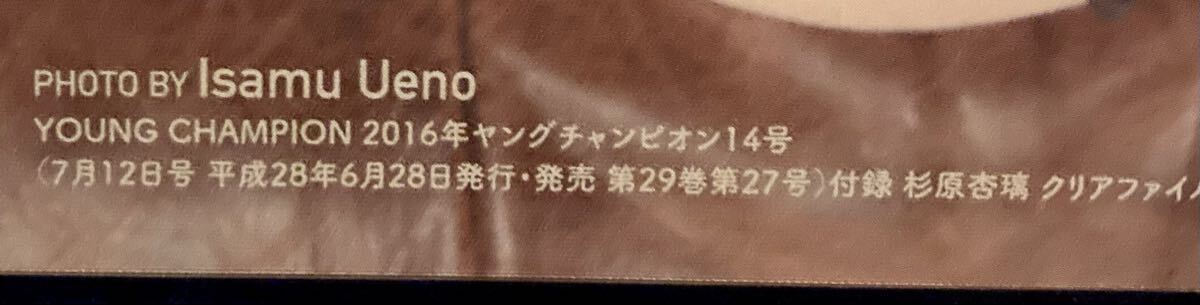 PHOTO BY Isamu Ueno
YOUNG CHAMPION 2016年ヤングチャンピオン14号
(7月12日号 平成28年6月28日発行・発売 第29巻第27号)付録 杉原杏璃 クリアファイ